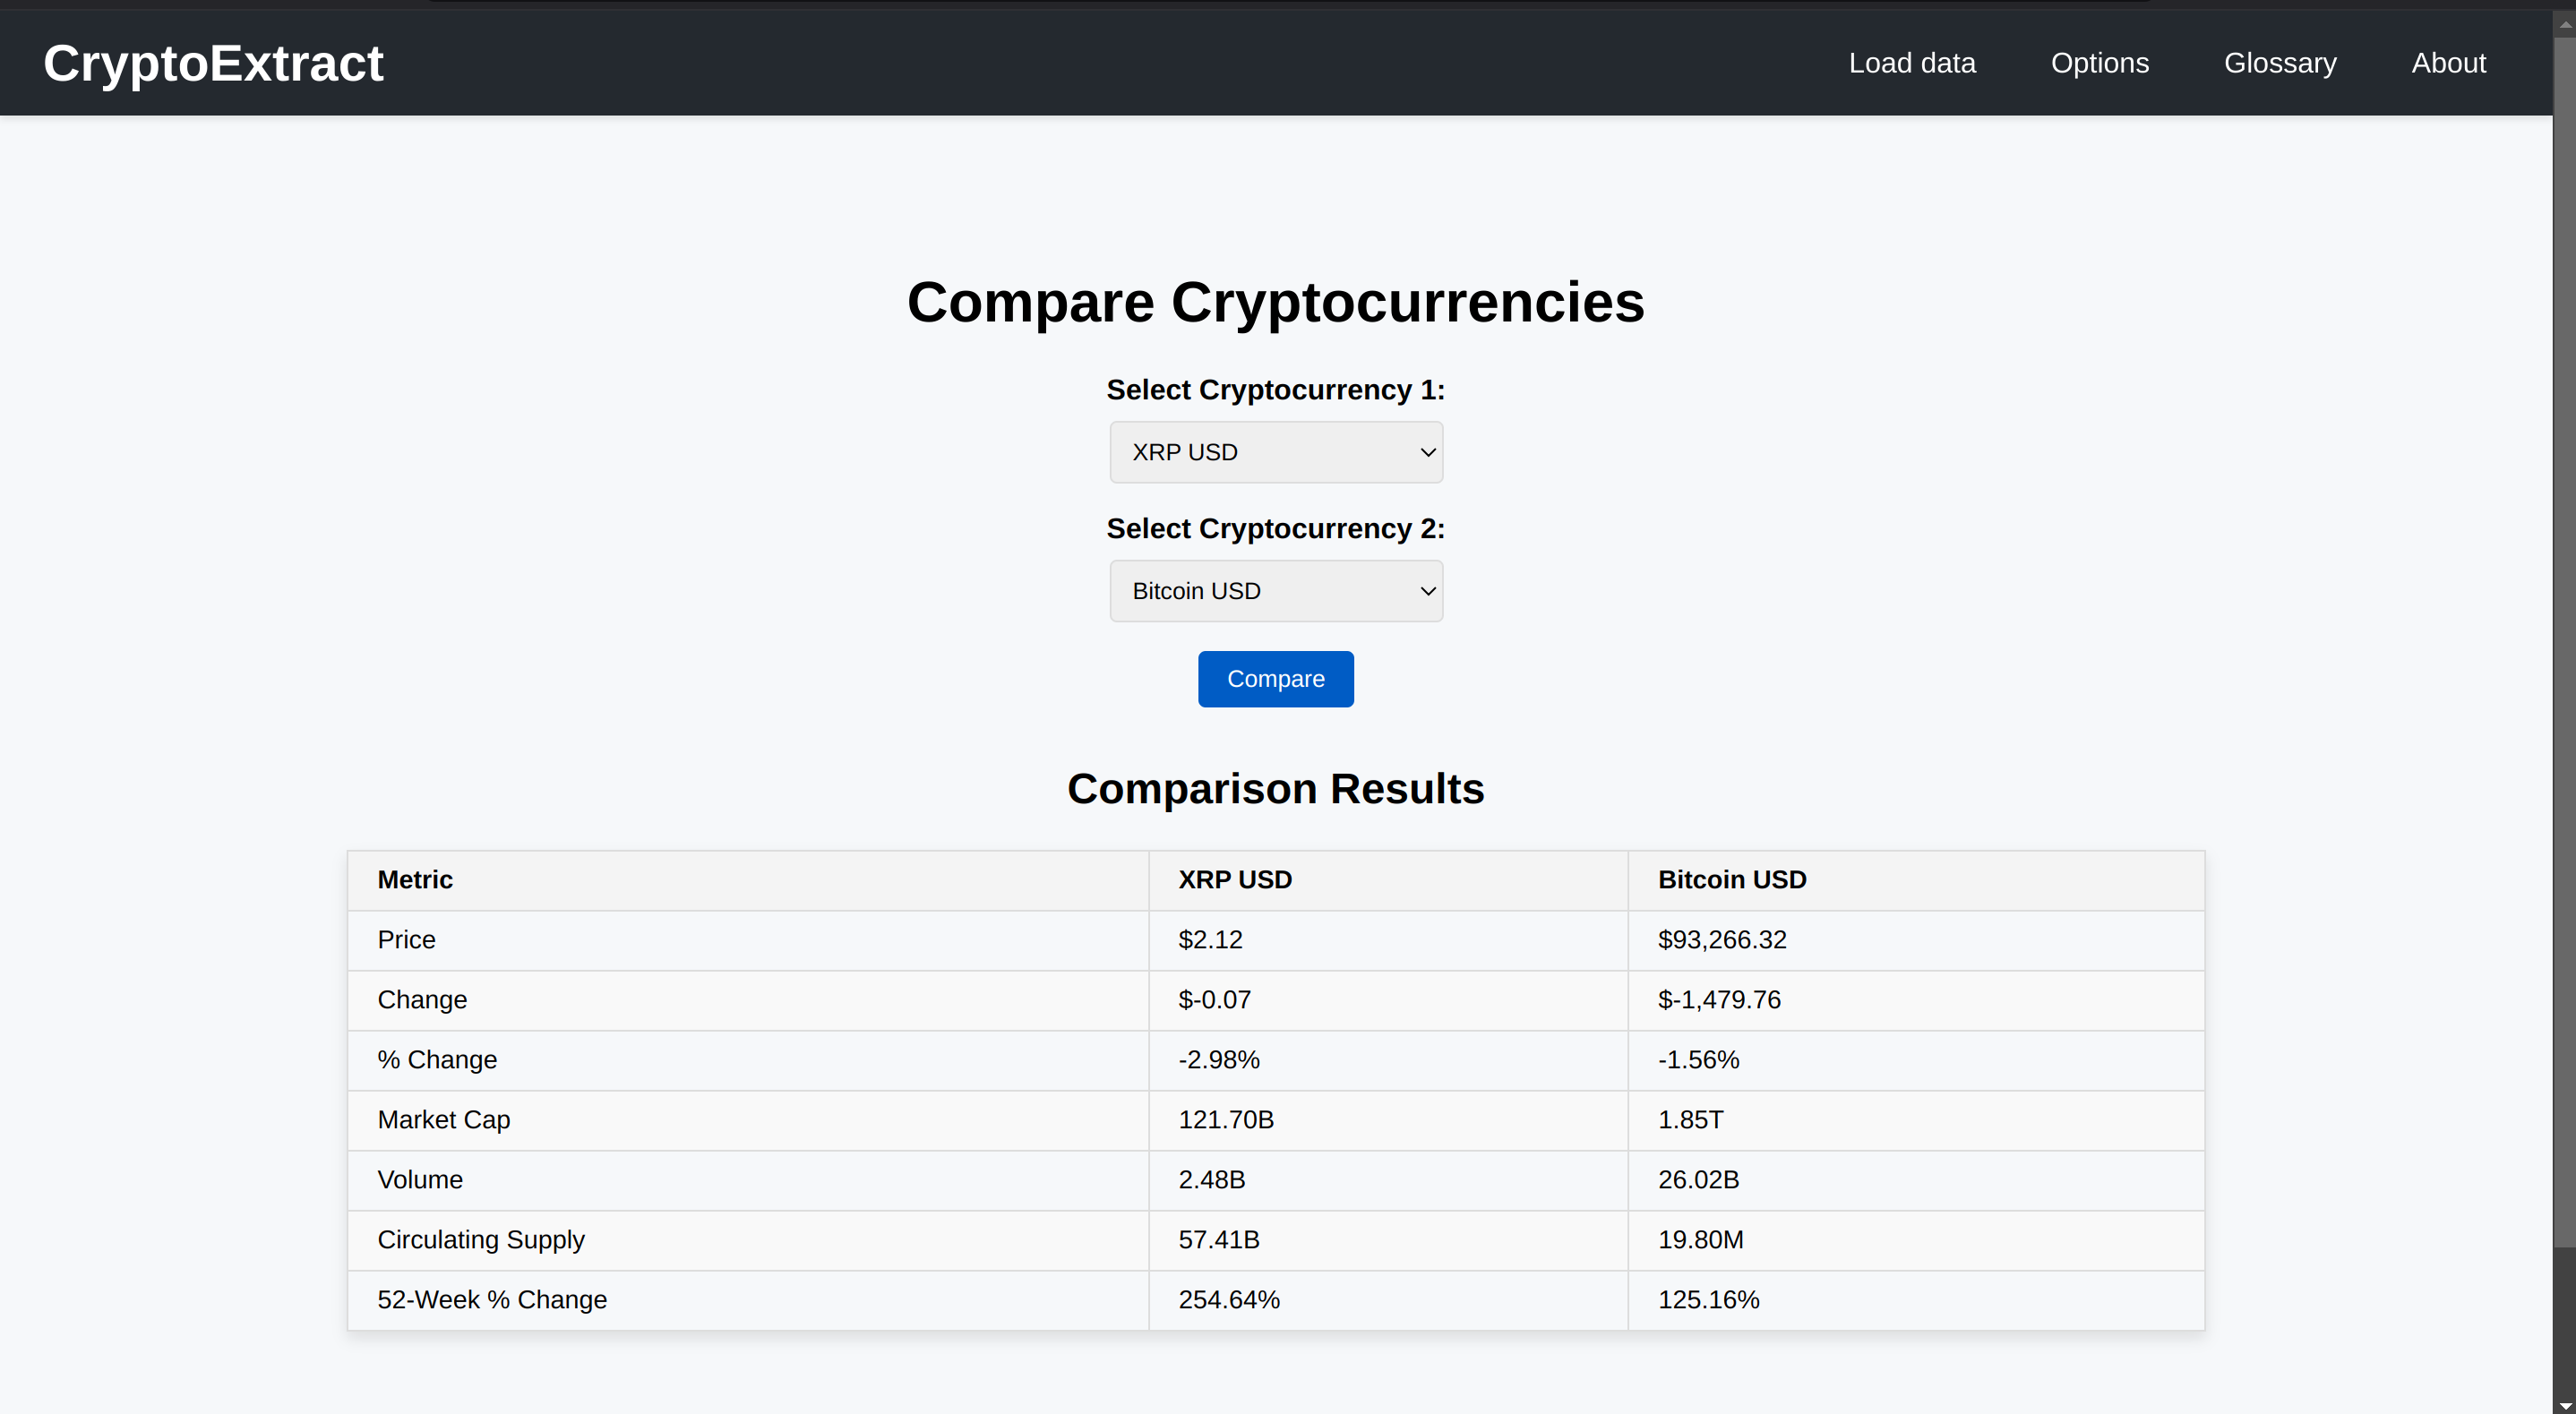 CryptoExtract Load data Options Glossary About
Compare Cryptocurrencies
Select Cryptocurrency 1:
XRP USD
Select Cryptocurrency 2:
Bitcoin USD
Compare
Comparison Results
Metric XRP USD Bitcoin USD
Price $2.12 $93,266.32
Change $-0.07 $-1,479.76
% Change -2.98% -1.56%
Market Cap 121.70B 1.85T
Volume 2.48B 26.02B
Circulating Supply 57.41B 19.80M
52-Week % Change 254.64% 125.16%